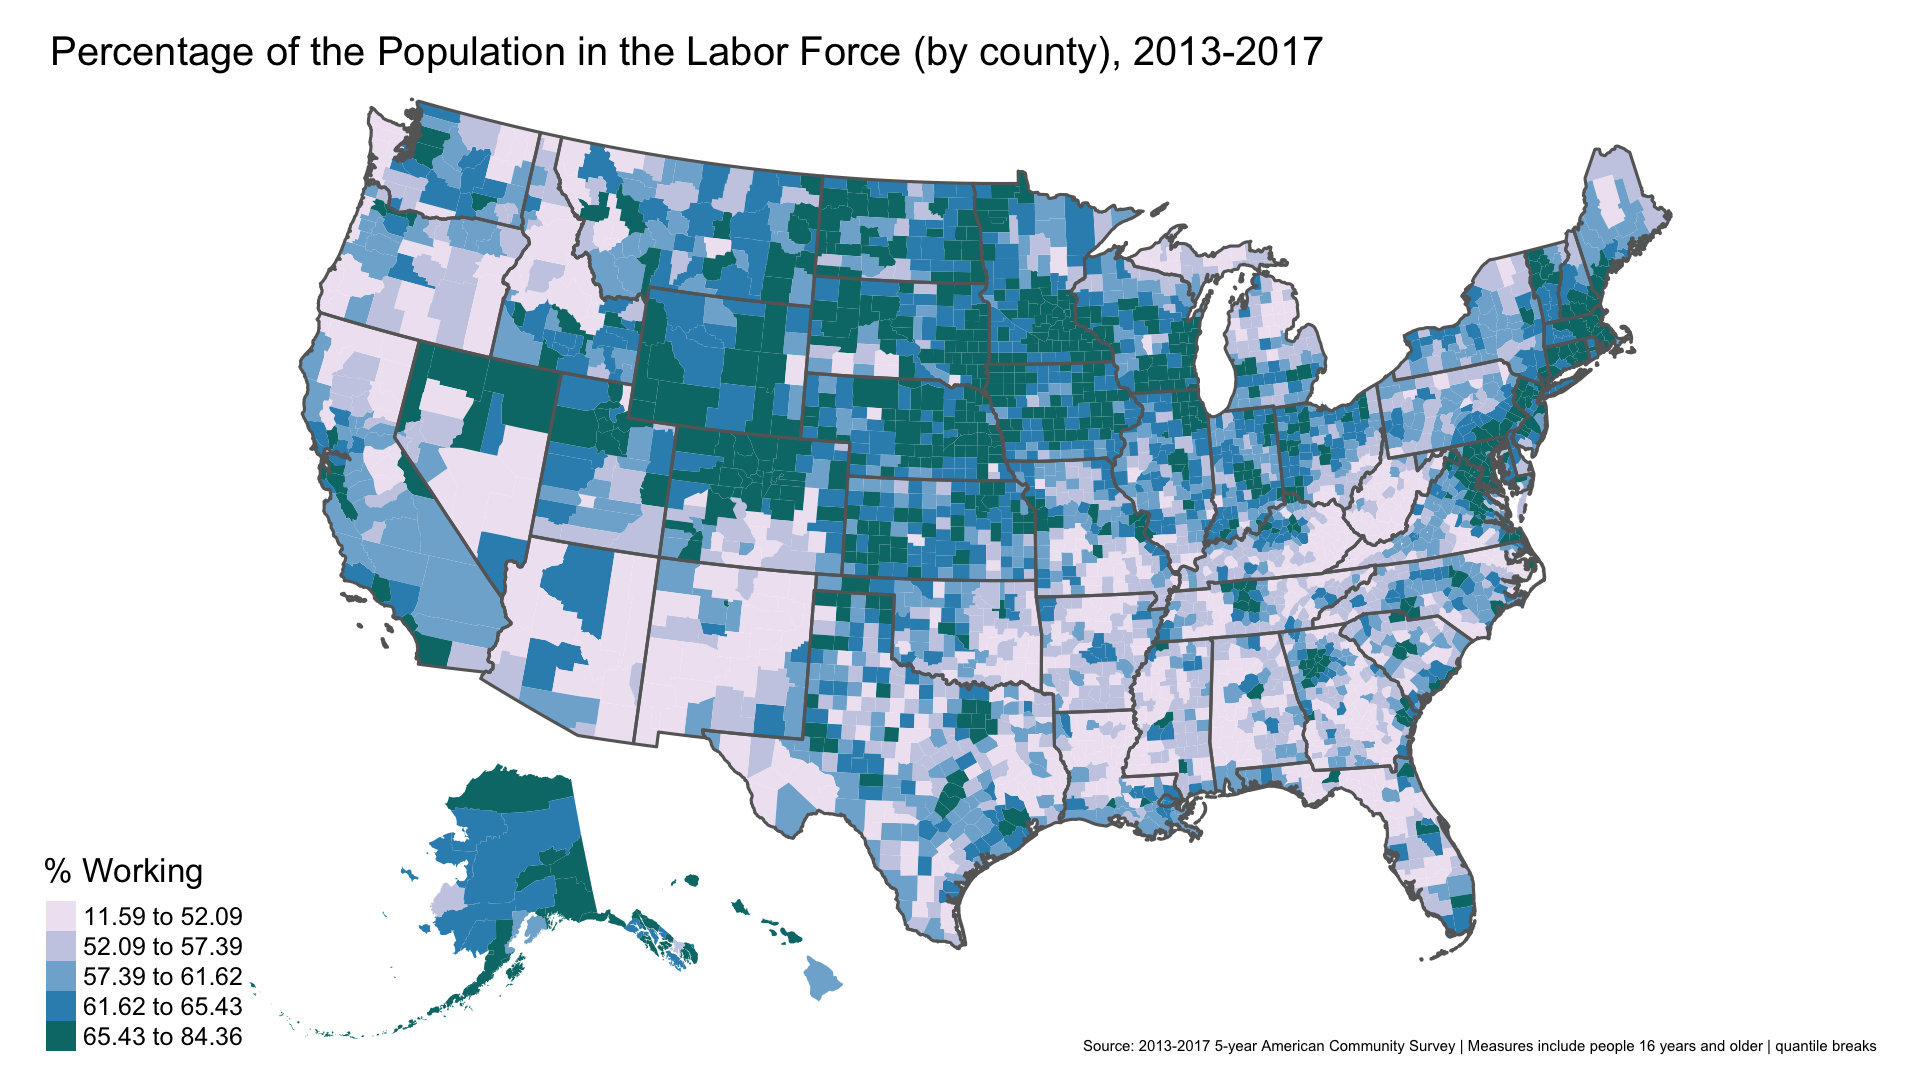 Percentage of the Population in the Labor Force (by county), 2013-2017
% Working
11.59 to 52.09
52.09 to 57.39
57.39 to 61.62
61.62 to 65.43
65.43 to 84.36
Source: 2013-2017 5-year American Community Survey | Measures include people 16 years and older | quantile breaks